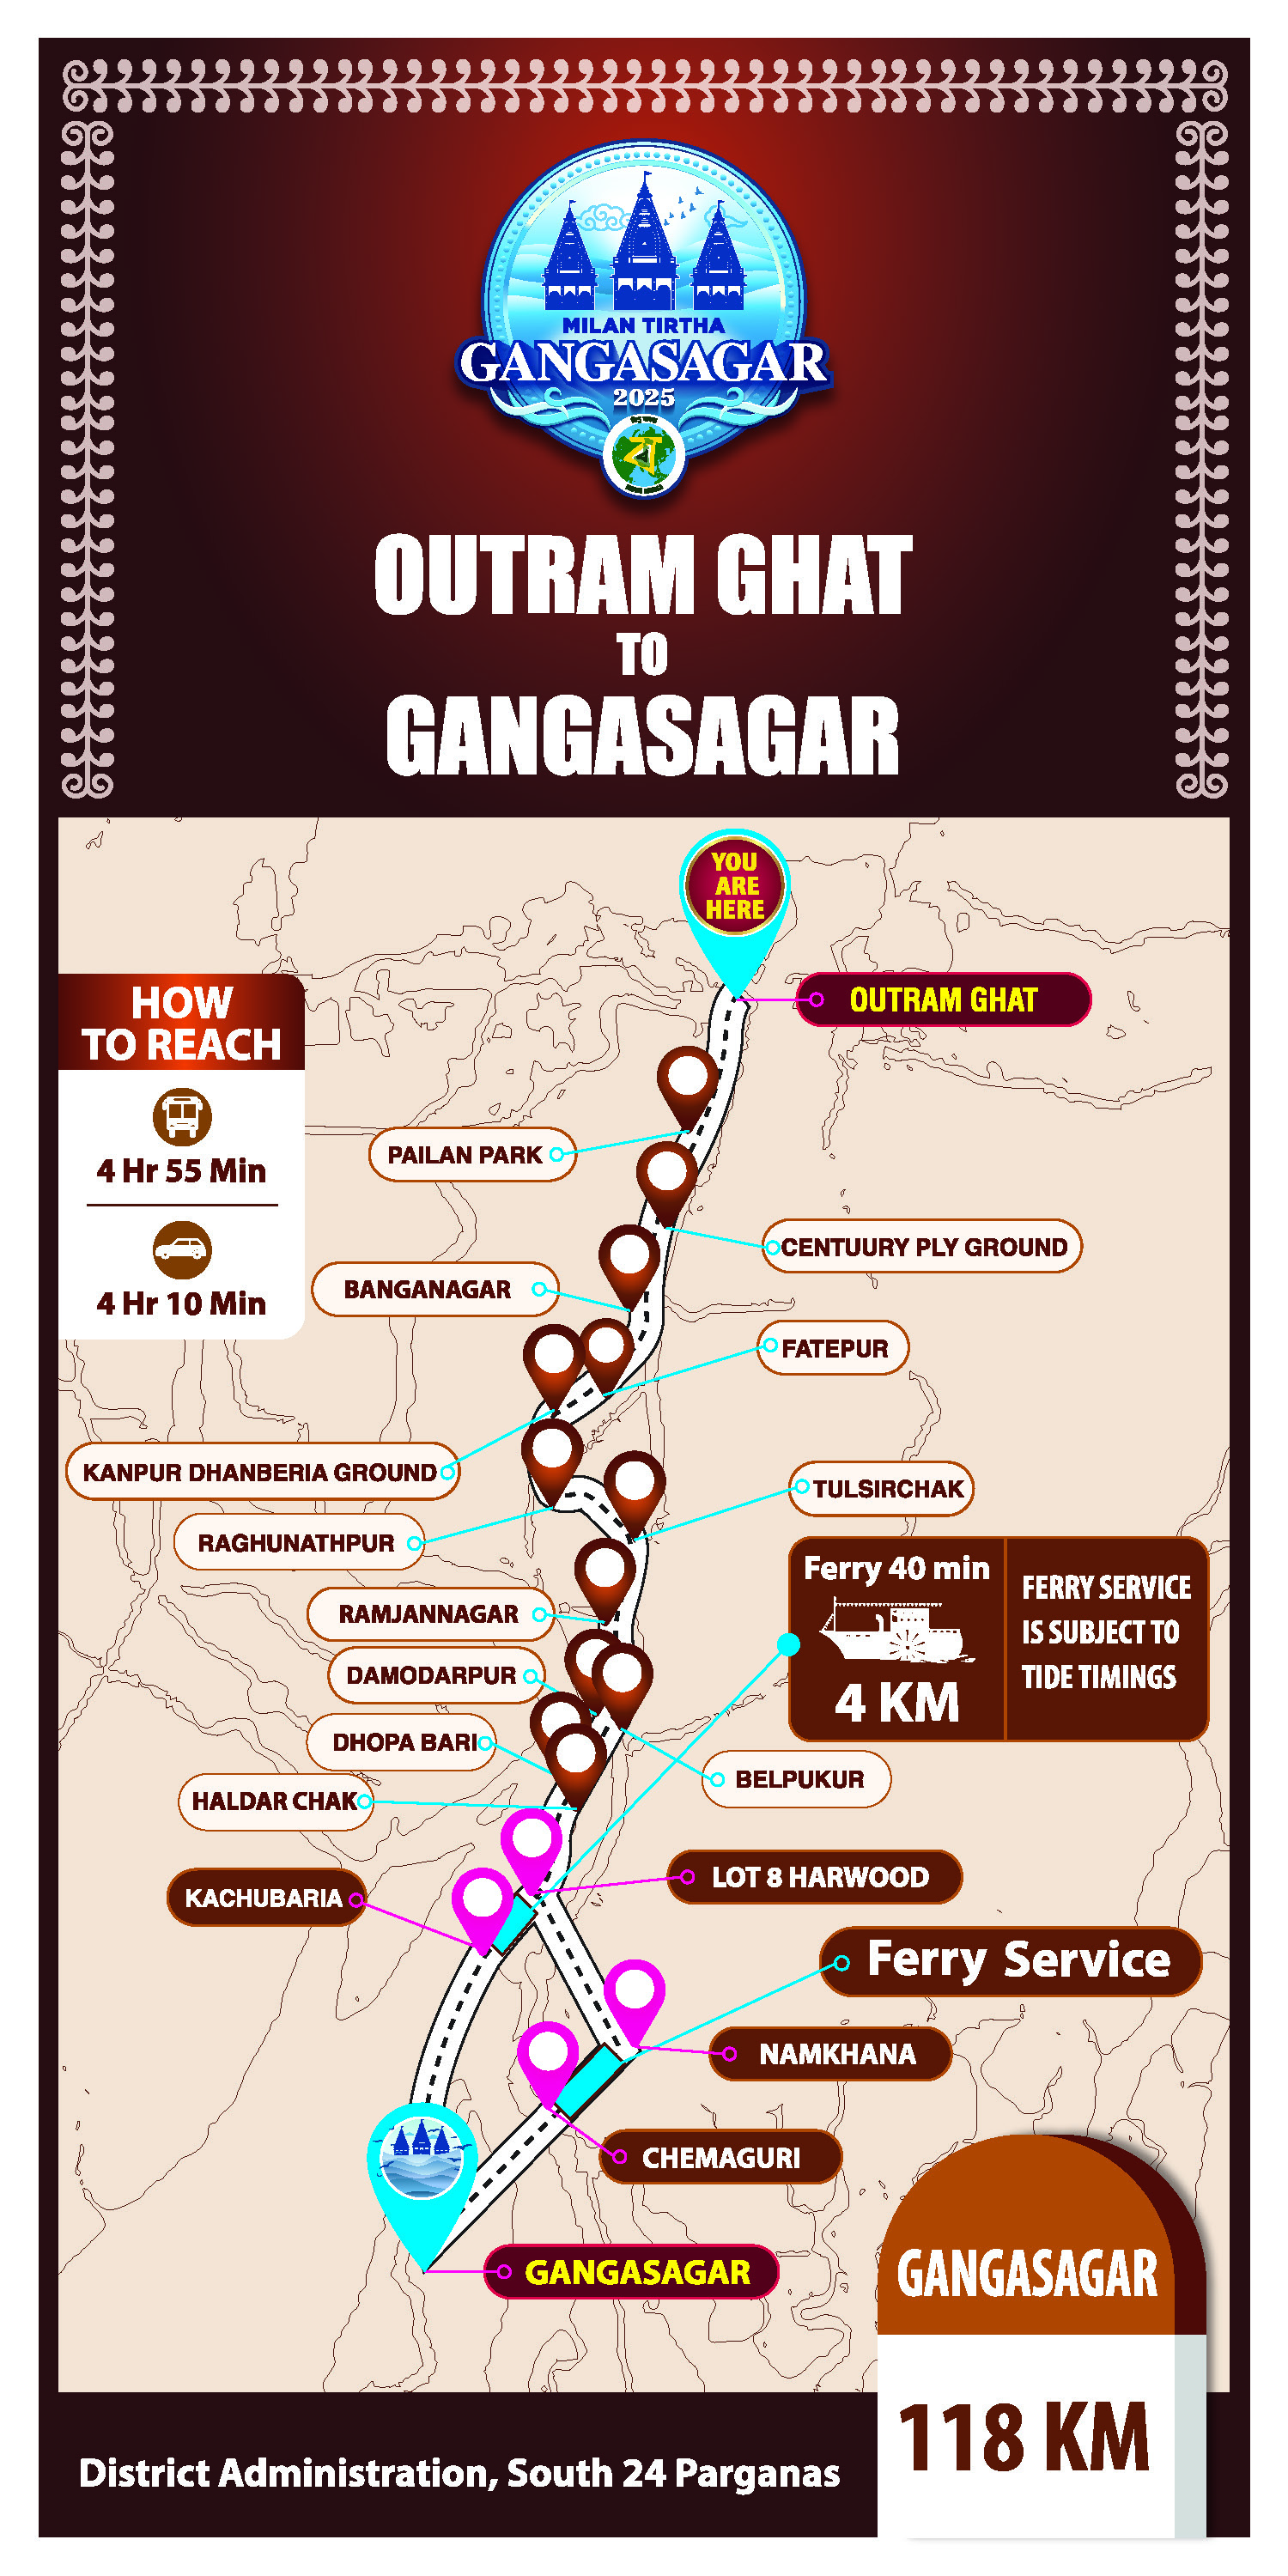 MILAN TIRTHA
GANGASAGAR
2025
OUTRAM GHAT
TO
GANGASAGAR
YOU
ARE
HERE
OUTRAM GHAT
HOW
TO REACH
4 Hr 55 Min
4 Hr 10 Min
PAILAN PARK
CENTUURY PLY GROUND
BANGANAGAR
FATEPUR
KANPUR DHANBERIA GROUND
TULSIRCHAK
RAGHUNATHPUR
Ferry 40 min
4 KM
FERRY SERVICE
IS SUBJECT TO
TIDE TIMINGS
RAMJANNAGAR
DAMODARPUR
DHOPA BARI
BELPUKUR
HALDAR CHAK
LOT 8 HARWOOD
KACHUBARIA
Ferry Service
NAMKHANA
CHEMAGURI
GANGASAGAR
GANGASAGAR
118 KM
District Administration, South 24 Parganas